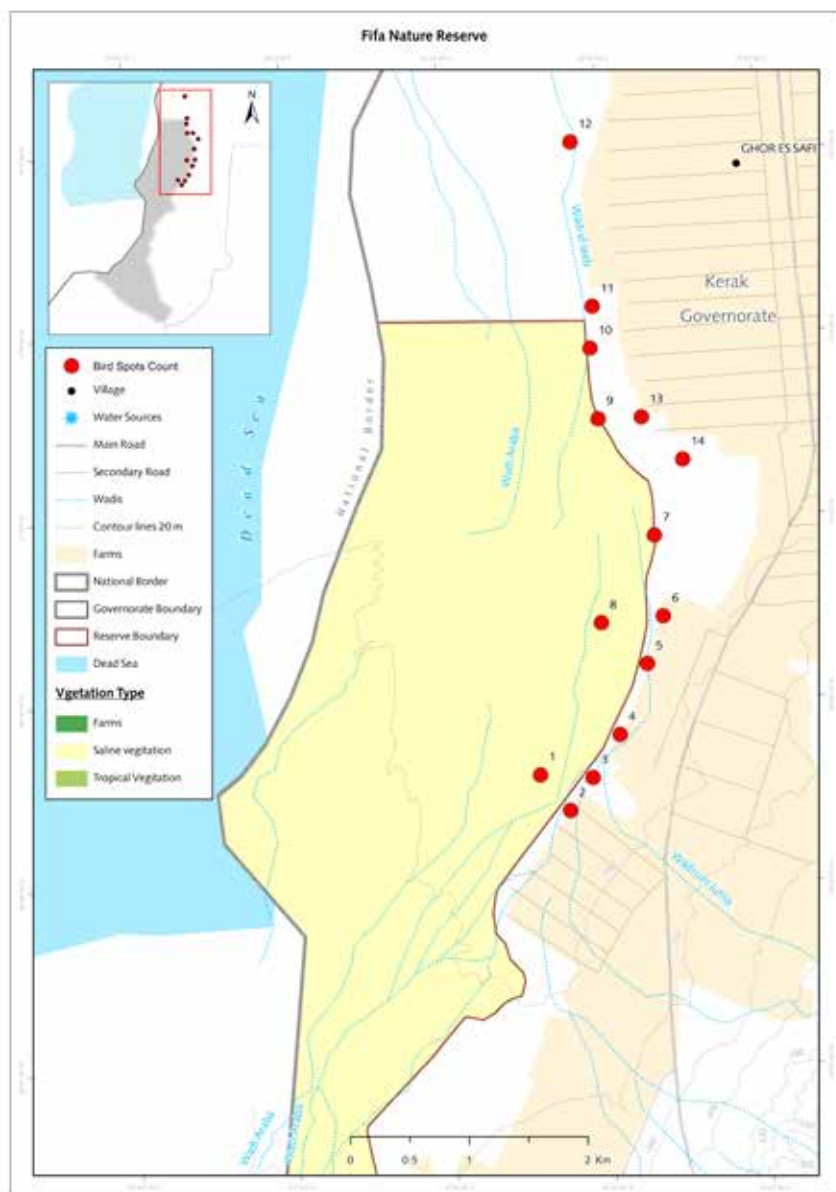 Fifa Nature Reserve
N
12
GHOR ES SAFI
11
Kerak
Governorate
10
9
13
14
7
8
6
5
4
1
3
2
Dead Sea
National Border
Wadi Araba
Bird Spots Count
Village
Water Sources
Main Road
Secondary Road
Wadis
Contour lines 20 m
Farms
National Border
Governorate Boundary
Reserve Boundary
Dead Sea
Vgetation Type
Farms
Saline vegitation
Tropical Vegitation
Wadi Araba
0 0.5 1 2 Km